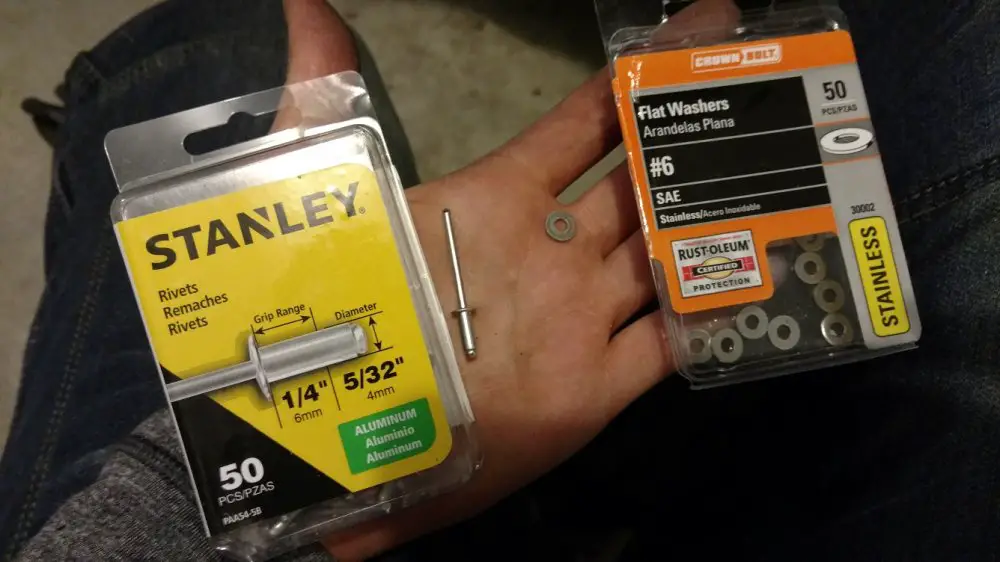 STANLEY®
Rivets
Remaches
Rivets
Grip Range
Diameter
1/4"
6mm
5/32"
4mm
ALUMINUM
Aluminio
Aluminum
50
PCS/PZAS
PAA54-5B
CROWN BOLT
Flat Washers
Arandelas Plana
#6
SAE
Stainless/Acero Inoxidable
50
PCS/PZAS
30002
STAINLESS
RUST-OLEUM
CERTIFIED
PROTECTION